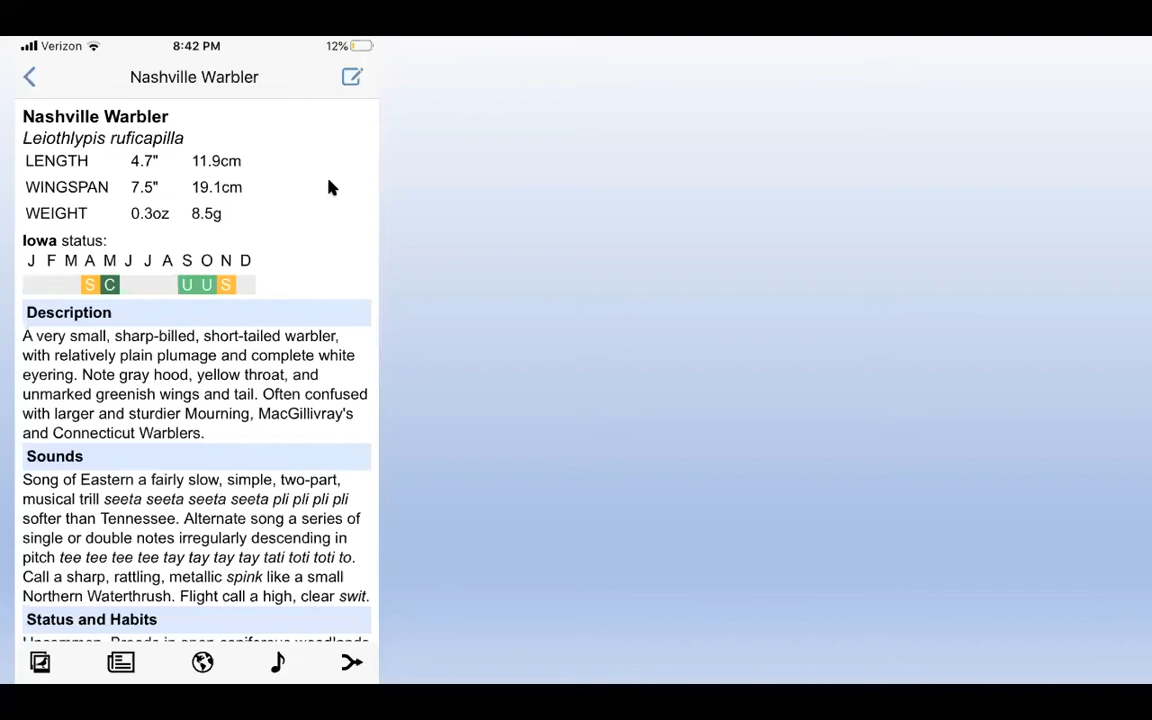 Verizon 8:42 PM 12%
Nashville Warbler
Nashville Warbler
Leiothlypis ruficapilla
LENGTH 4.7" 11.9cm
WINGSPAN 7.5" 19.1cm
WEIGHT 0.3oz 8.5g
Iowa status:
J F M A M J J A S O N D
S C U U S
Description
A very small, sharp-billed, short-tailed warbler,
with relatively plain plumage and complete white
eyering. Note gray hood, yellow throat, and
unmarked greenish wings and tail. Often confused
with larger and sturdier Mourning, MacGillivray's
and Connecticut Warblers.
Sounds
Song of Eastern a fairly slow, simple, two-part,
musical trill seeta seeta seeta seeta pli pli pli pli
softer than Tennessee. Alternate song a series of
single or double notes irregularly descending in
pitch tee tee tee tee tay tay tay tay tati toti toti to.
Call a sharp, rattling, metallic spink like a small
Northern Waterthrush. Flight call a high, clear swit.
Status and Habits